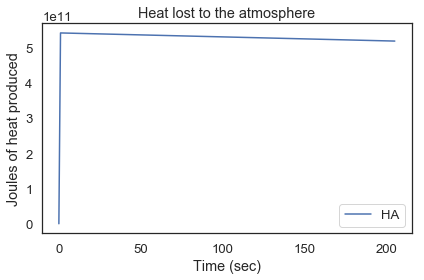 Heat lost to the atmosphere
1e11
Joules of heat produced
5
4
3
2
1
0
HA
0
50
100
150
200
Time (sec)